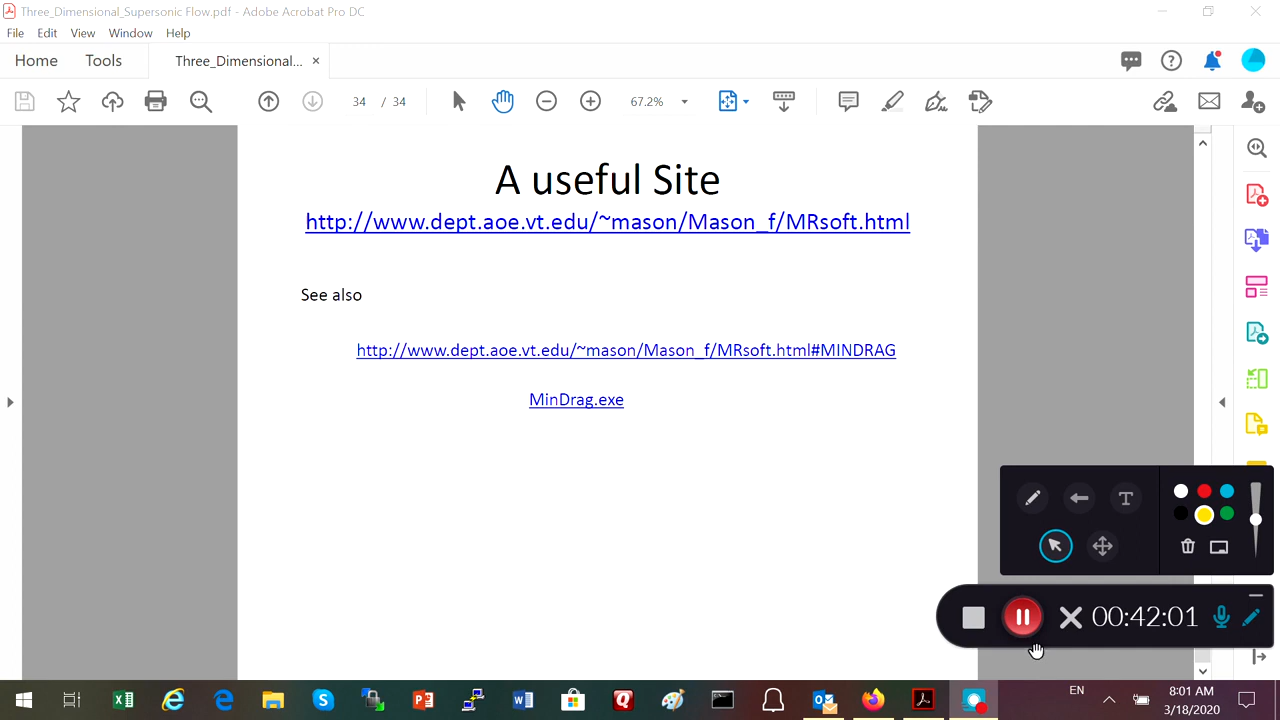 Three_Dimensional_Supersonic Flow.pdf - Adobe Acrobat Pro DC
File Edit View Window Help
Home Tools Three_Dimensional... ×
34 / 34 67.2%
A useful Site
http://www.dept.aoe.vt.edu/~mason/Mason_f/MRsoft.html
See also
http://www.dept.aoe.vt.edu/~mason/Mason_f/MRsoft.html#MINDRAG
MinDrag.exe
T
00:42:01
EN
8:01 AM
3/18/2020